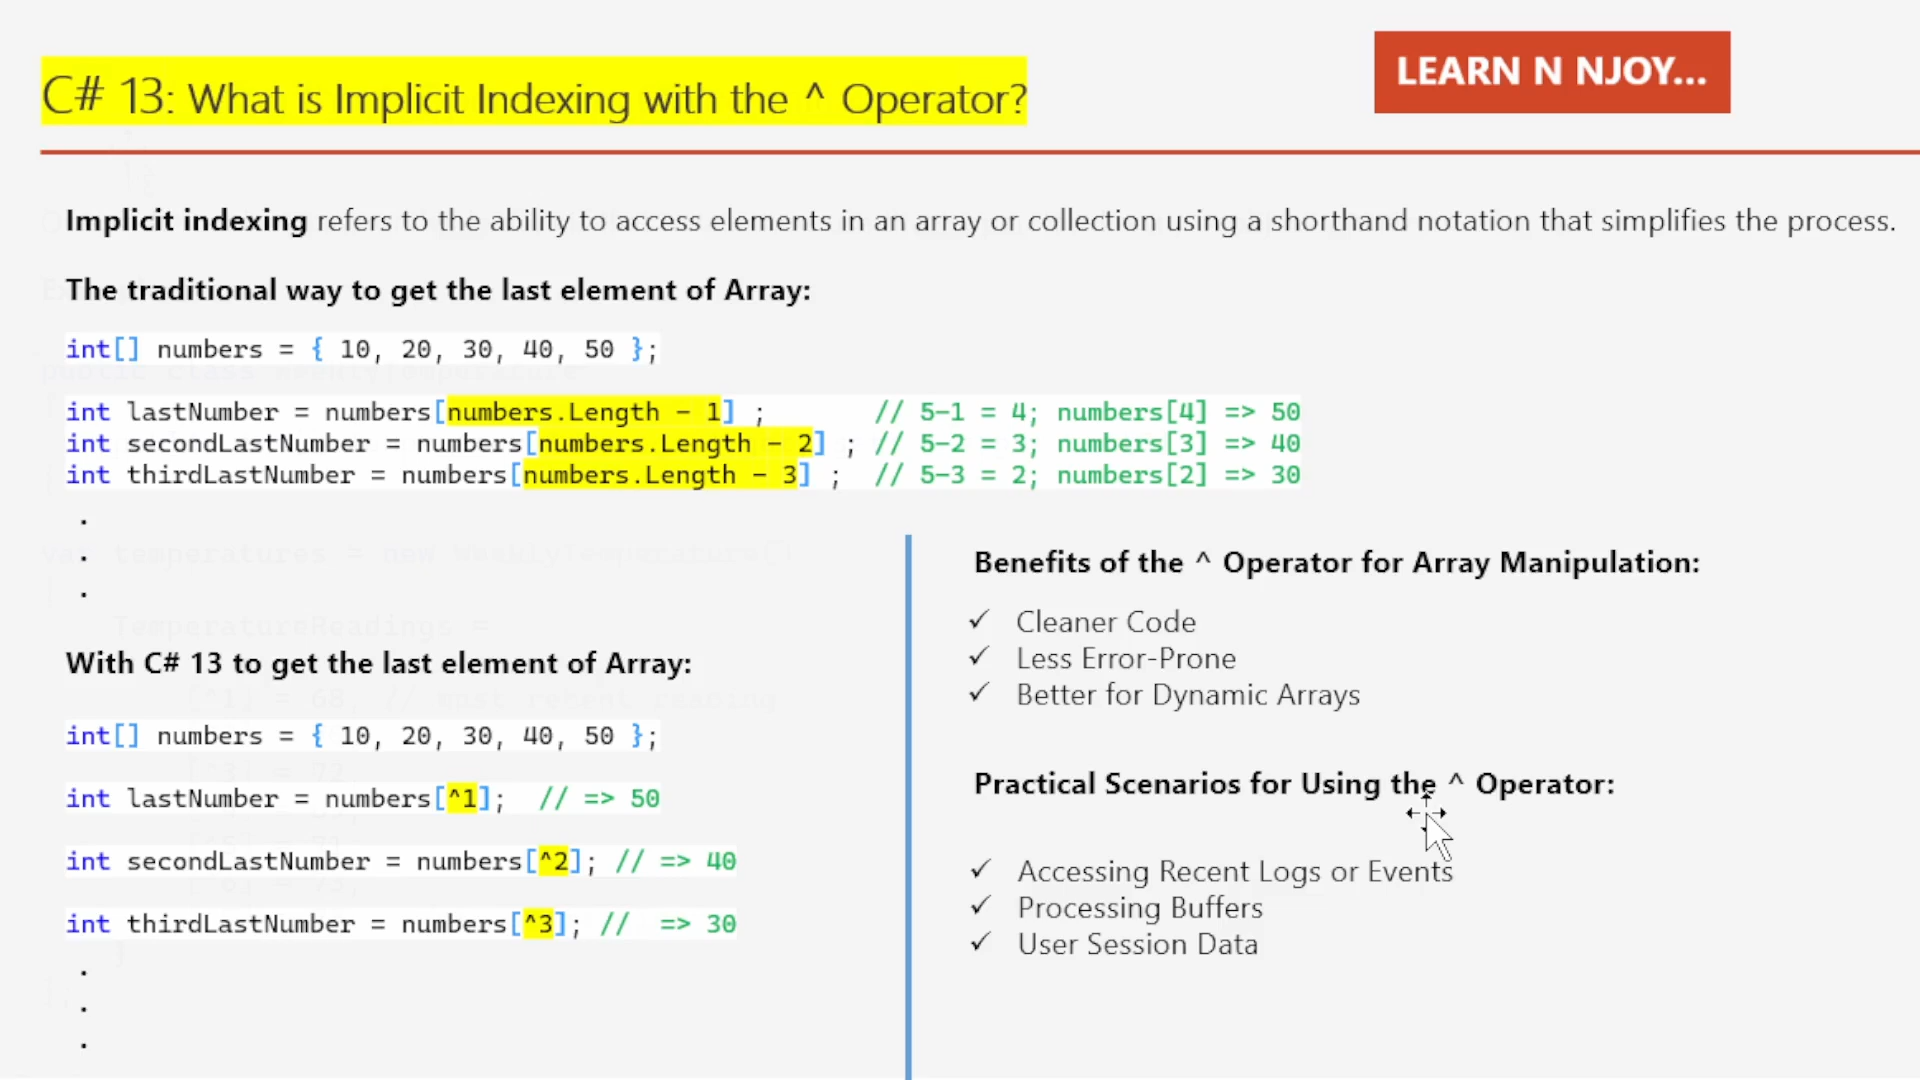 C# 13: What is Implicit Indexing with the ^ Operator?
LEARN N NJOY...
Implicit indexing refers to the ability to access elements in an array or collection using a shorthand notation that simplifies the process.
The traditional way to get the last element of Array:
int[] numbers = { 10, 20, 30, 40, 50 };
int lastNumber = numbers[numbers.Length - 1] ; // 5-1 = 4; numbers[4] => 50
int secondLastNumber = numbers[numbers.Length - 2] ; // 5-2 = 3; numbers[3] => 40
int thirdLastNumber = numbers[numbers.Length - 3] ; // 5-3 = 2; numbers[2] => 30
.
.
.
With C# 13 to get the last element of Array:
int[] numbers = { 10, 20, 30, 40, 50 };
int lastNumber = numbers[^1]; // => 50
int secondLastNumber = numbers[^2]; // => 40
int thirdLastNumber = numbers[^3]; // => 30
.
.
.
Benefits of the ^ Operator for Array Manipulation:
✓ Cleaner Code
✓ Less Error-Prone
✓ Better for Dynamic Arrays
Practical Scenarios for Using the ^ Operator:
✓ Accessing Recent Logs or Events
✓ Processing Buffers
✓ User Session Data